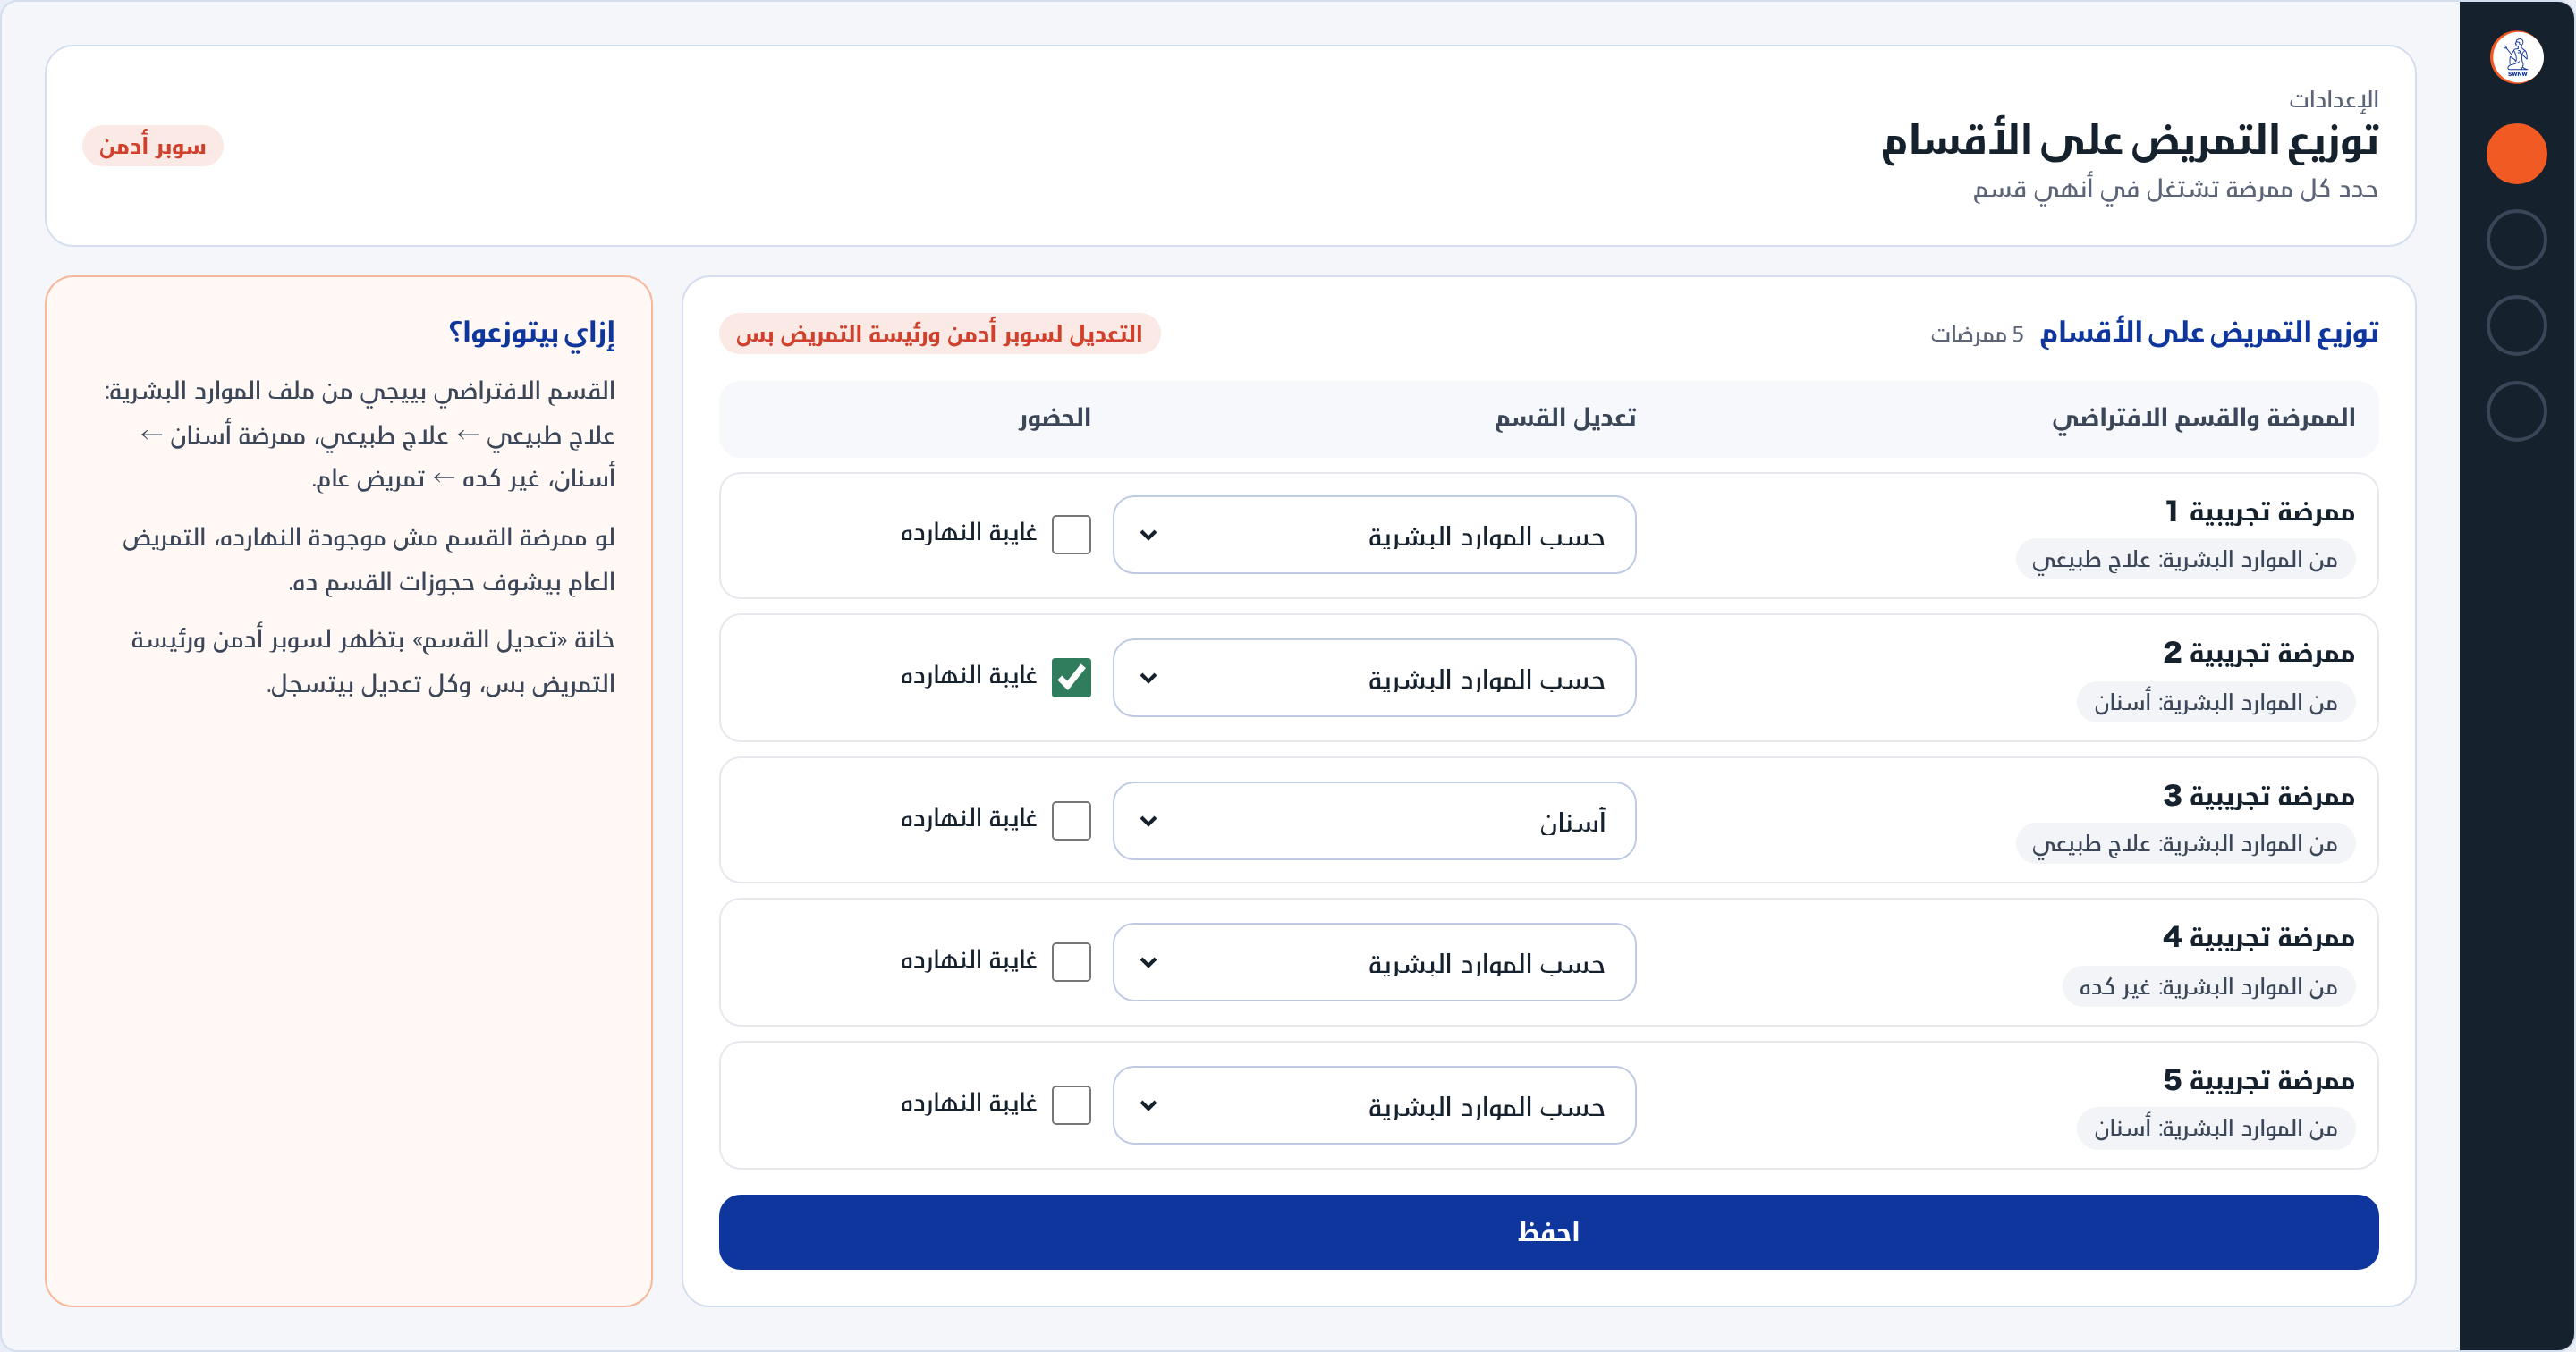 SWNW
الإعدادات
توزيع التمريض على الأقسام
حدد كل ممرضة تشتغل في أنهي قسم
سوبر أدمن
توزيع التمريض على الأقسام 5 ممرضات
التعديل لسوبر أدمن ورئيسة التمريض بس
الممرضة والقسم الافتراضي تعديل القسم الحضور
ممرضة تجريبية 1
من الموارد البشرية: علاج طبيعي
حسب الموارد البشرية
غايبة النهارده
ممرضة تجريبية 2
من الموارد البشرية: أسنان
حسب الموارد البشرية
غايبة النهارده
ممرضة تجريبية 3
من الموارد البشرية: علاج طبيعي
أسنان
غايبة النهارده
ممرضة تجريبية 4
من الموارد البشرية: غير كده
حسب الموارد البشرية
غايبة النهارده
ممرضة تجريبية 5
من الموارد البشرية: أسنان
حسب الموارد البشرية
غايبة النهارده
احفظ
إزاي بيتوزعوا؟
القسم الافتراضي بييجي من ملف الموارد البشرية:
علاج طبيعي ← علاج طبيعي، ممرضة أسنان ←
أسنان، غير كده ← تمريض عام.
لو ممرضة القسم مش موجودة النهارده، التمريض
العام بيشوف حجوزات القسم ده.
خانة «تعديل القسم» بتظهر لسوبر أدمن ورئيسة
التمريض بس، وكل تعديل بيتسجل.